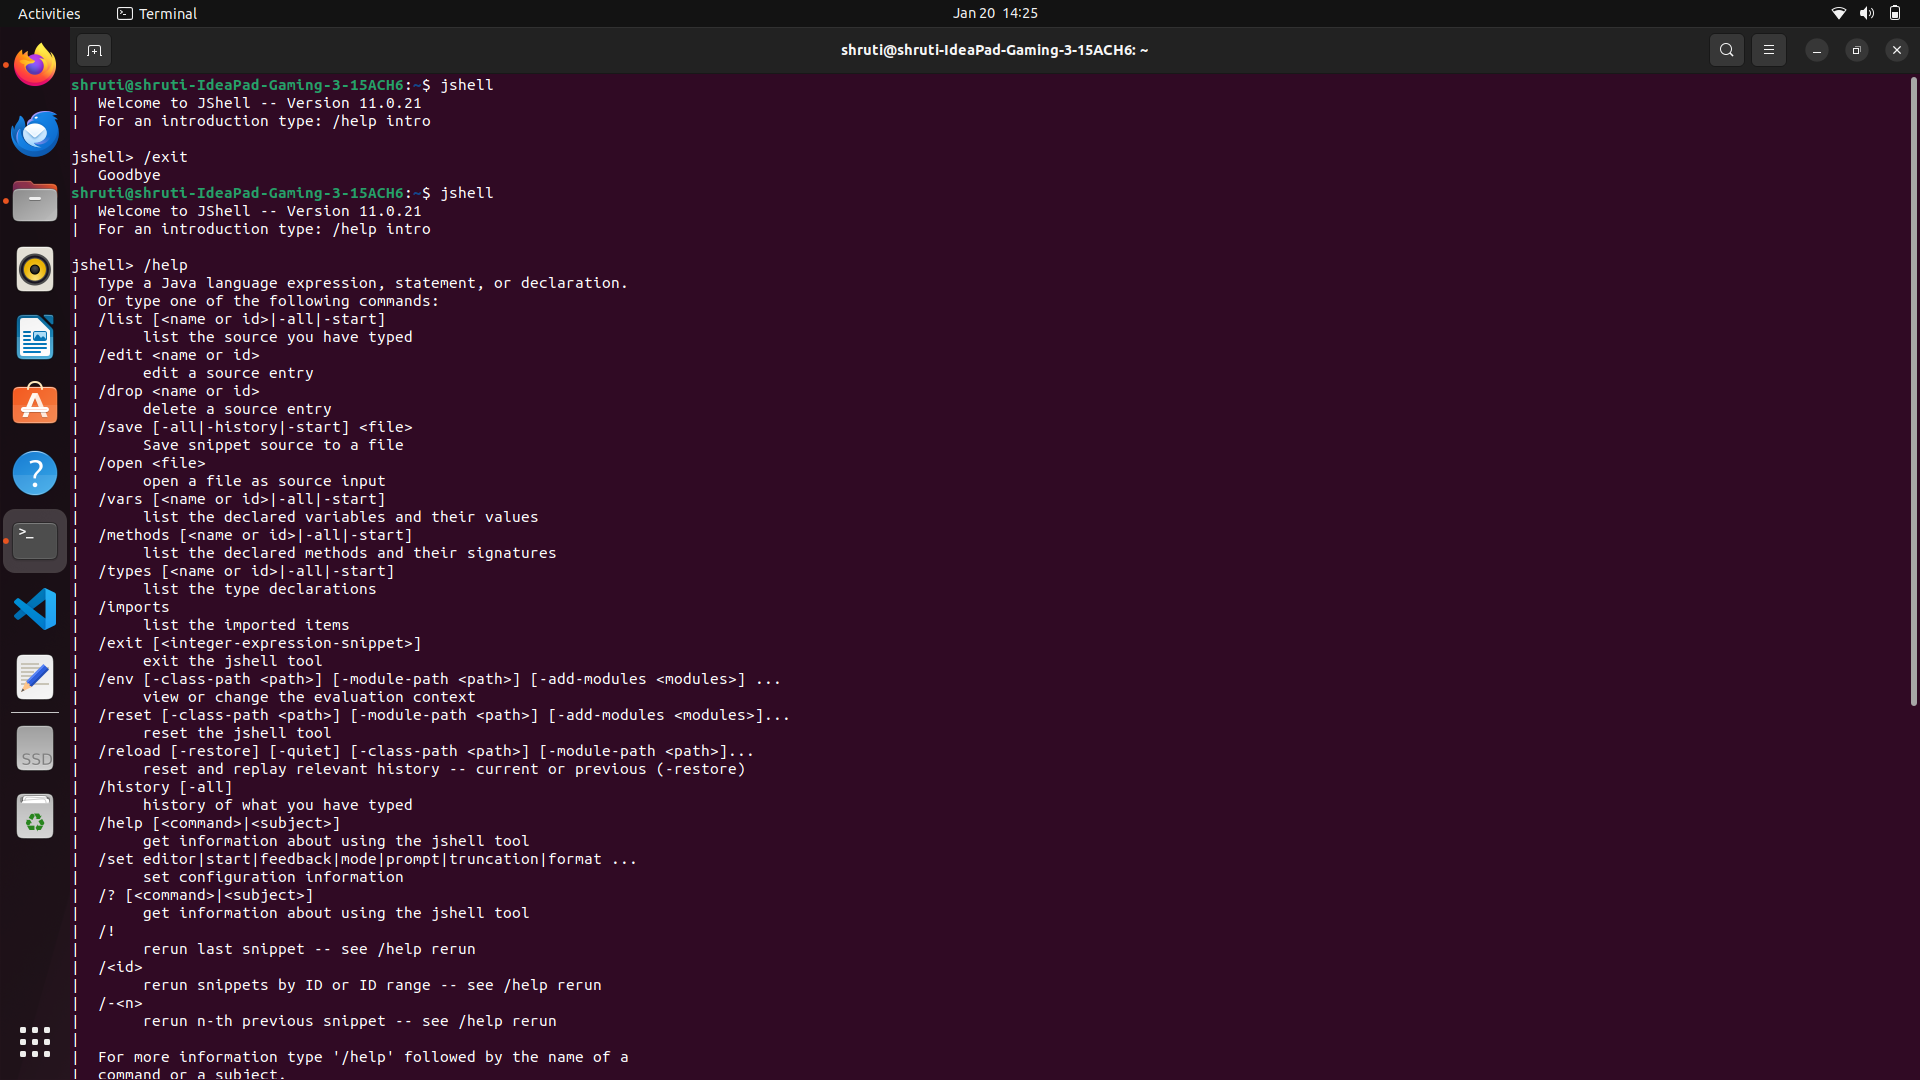 Activities
Terminal
Jan 20 14:25
shruti@shruti-IdeaPad-Gaming-3-15ACH6: ~
shruti@shruti-IdeaPad-Gaming-3-15ACH6:~$ jshell
| Welcome to JShell -- Version 11.0.21
| For an introduction type: /help intro
jshell> /exit
| Goodbye
shruti@shruti-IdeaPad-Gaming-3-15ACH6:~$ jshell
| Welcome to JShell -- Version 11.0.21
| For an introduction type: /help intro
jshell> /help
| Type a Java language expression, statement, or declaration.
| Or type one of the following commands:
| /list [<name or id>|-all|-start]
| list the source you have typed
| /edit <name or id>
| edit a source entry
| /drop <name or id>
| delete a source entry
| /save [-all|-history|-start] <file>
| Save snippet source to a file
| /open <file>
| open a file as source input
| /vars [<name or id>|-all|-start]
| list the declared variables and their values
| /methods [<name or id>|-all|-start]
| list the declared methods and their signatures
| /types [<name or id>|-all|-start]
| list the type declarations
| /imports
| list the imported items
| /exit [<integer-expression-snippet>]
| exit the jshell tool
| /env [-class-path <path>] [-module-path <path>] [-add-modules <modules>] ...
| view or change the evaluation context
| /reset [-class-path <path>] [-module-path <path>] [-add-modules <modules>]...
| reset the jshell tool
| /reload [-restore] [-quiet] [-class-path <path>] [-module-path <path>]...
| reset and replay relevant history -- current or previous (-restore)
| /history [-all]
| history of what you have typed
| /help [<command>|<subject>]
| get information about using the jshell tool
| /set editor|start|feedback|mode|prompt|truncation|format ...
| set configuration information
| /? [<command>|<subject>]
| get information about using the jshell tool
| /!
| rerun last snippet -- see /help rerun
| /<id>
| rerun snippets by ID or ID range -- see /help rerun
| /-<n>
| rerun n-th previous snippet -- see /help rerun
|
| For more information type '/help' followed by the name of a
| command or a subject.
SSD